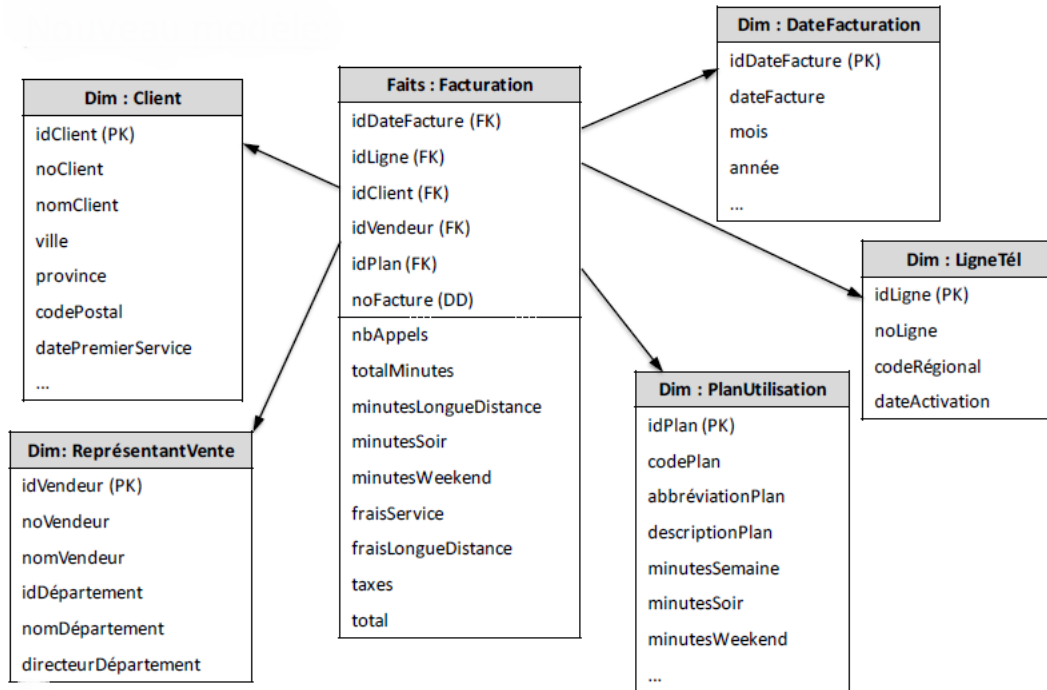 Dim : Client
idClient (PK)
noClient
nomClient
ville
province
codePostal
datePremierService
...
Dim: ReprésentantVente
idVendeur (PK)
noVendeur
nomVendeur
idDépartement
nomDépartement
directeurDépartement
Faits : Facturation
idDateFacture (FK)
idLigne (FK)
idClient (FK)
idVendeur (FK)
idPlan (FK)
noFacture (DD)
nbAppels
totalMinutes
minutesLongueDistance
minutesSoir
minutesWeekend
fraisService
fraisLongueDistance
taxes
total
Dim : DateFacturation
idDateFacture (PK)
dateFacture
mois
année
...
Dim : LigneTél
idLigne (PK)
noLigne
codeRégional
dateActivation
Dim : PlanUtilisation
idPlan (PK)
codePlan
abbréviationPlan
descriptionPlan
minutesSemaine
minutesSoir
minutesWeekend
...